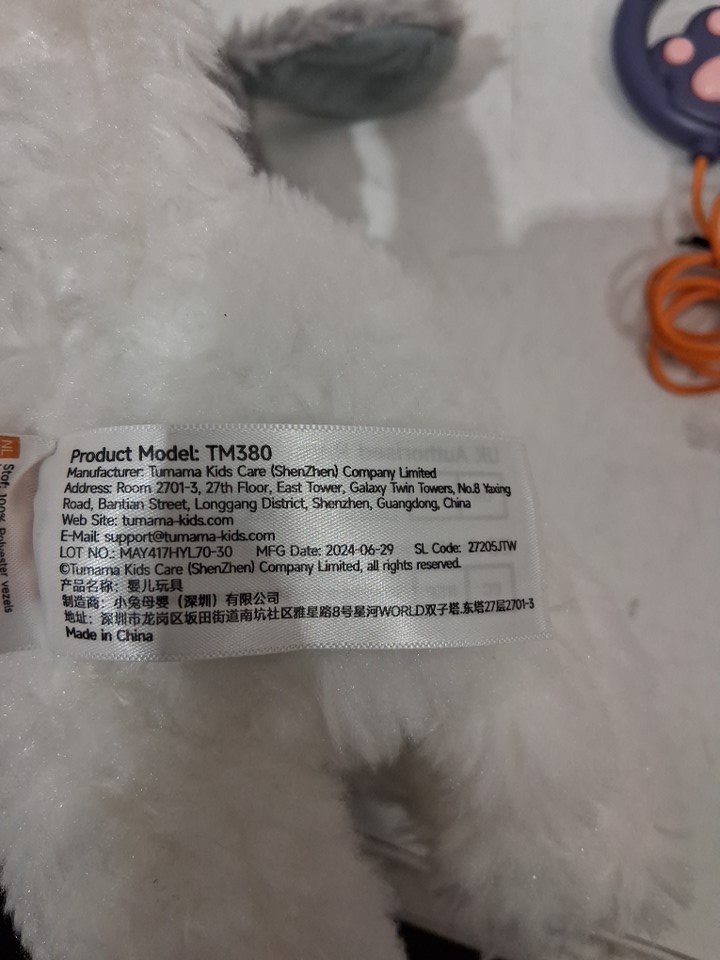 Product Model: TM380
Manufacturer: Tumama Kids Care (ShenZhen) Company Limited
Address: Room 2701-3, 27th Floor, East Tower, Galaxy Twin Towers, No.8 Yaxing
Road, Bantian Street, Longgang District, Shenzhen, Guangdong, China
Web Site: tumama-kids.com
E-Mail: support@tumama-kids.com
LOT NO.: MAY417HYL70-30 MFG Date: 2024-06-29 SL Code: 27205JTW
©Tumama Kids Care (ShenZhen) Company Limited, all rights reserved.
产品名称：婴儿玩具
制造商：小兔母婴（深圳）有限公司
地址：深圳市龙岗区坂田街道南坑社区雅星路8号星河WORLD双子塔.东塔27层2701-3
Made in China
NL
Stof: 100% Polyester vezels